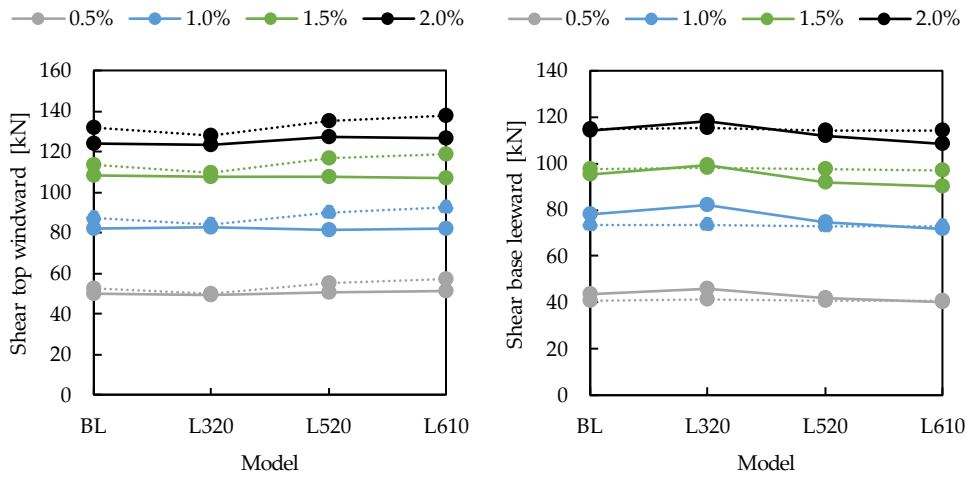 0.5% 1.0% 1.5% 2.0%
Shear top windward [kN]
160
140
120
100
80
60
40
20
0
BL L320 L520 L610
Model
0.5% 1.0% 1.5% 2.0%
Shear base leeward [kN]
140
120
100
80
60
40
20
0
BL L320 L520 L610
Model